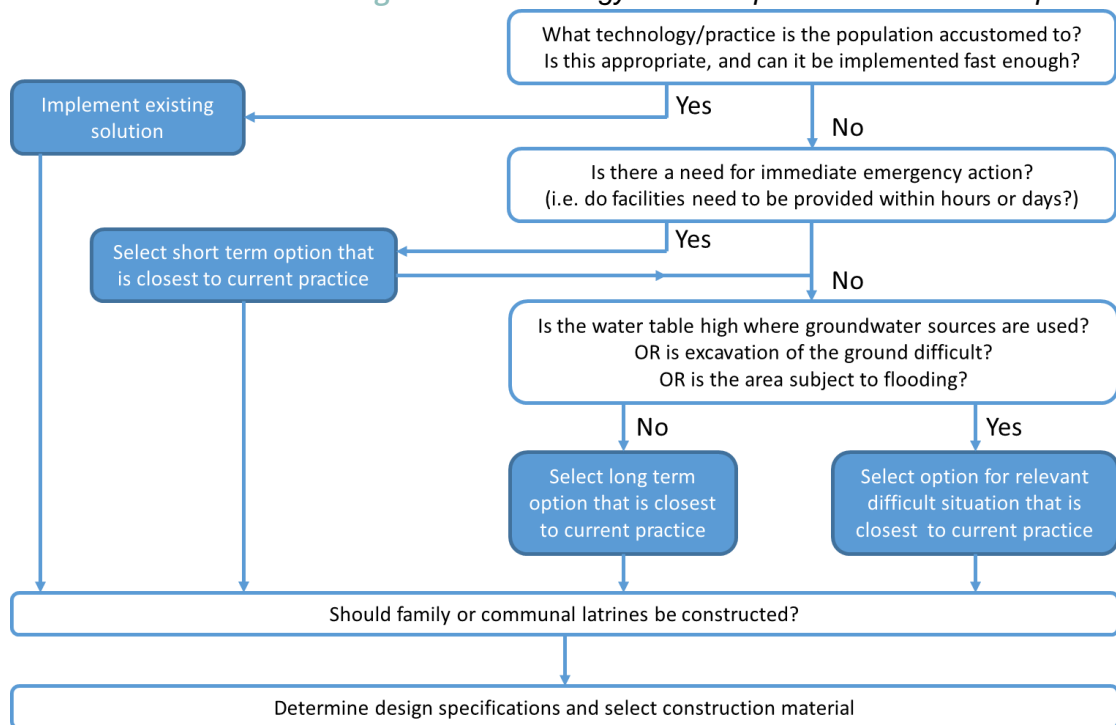 What technology/practice is the population accustomed to?
Is this appropriate, and can it be implemented fast enough?
Yes
No
Implement existing
solution
Is there a need for immediate emergency action?
(i.e. do facilities need to be provided within hours or days?)
Yes
No
Select short term option that
is closest to current practice
Is the water table high where groundwater sources are used?
OR is excavation of the ground difficult?
OR is the area subject to flooding?
No
Yes
Select long term
option that is closest
to current practice
Select option for relevant
difficult situation that is
closest to current practice
Should family or communal latrines be constructed?
Determine design specifications and select construction material